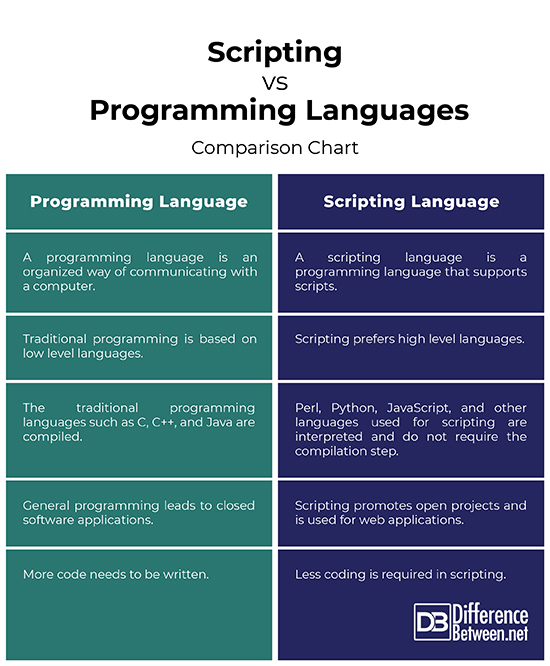 Scripting
vs
Programming Languages
Comparison Chart
Programming Language
Scripting Language
A programming language is an
organized way of communicating with
a computer.
A scripting language is a
programming language that supports
scripts.
Traditional programming is based on
low level languages.
Scripting prefers high level languages.
The traditional programming
languages such as C, C++, and Java are
compiled.
Perl, Python, JavaScript, and other
languages used for scripting are
interpreted and do not require the
compilation step.
General programming leads to closed
software applications.
Scripting promotes open projects and
is used for web applications.
More code needs to be written.
Less coding is required in scripting.
DB Difference
Between.net